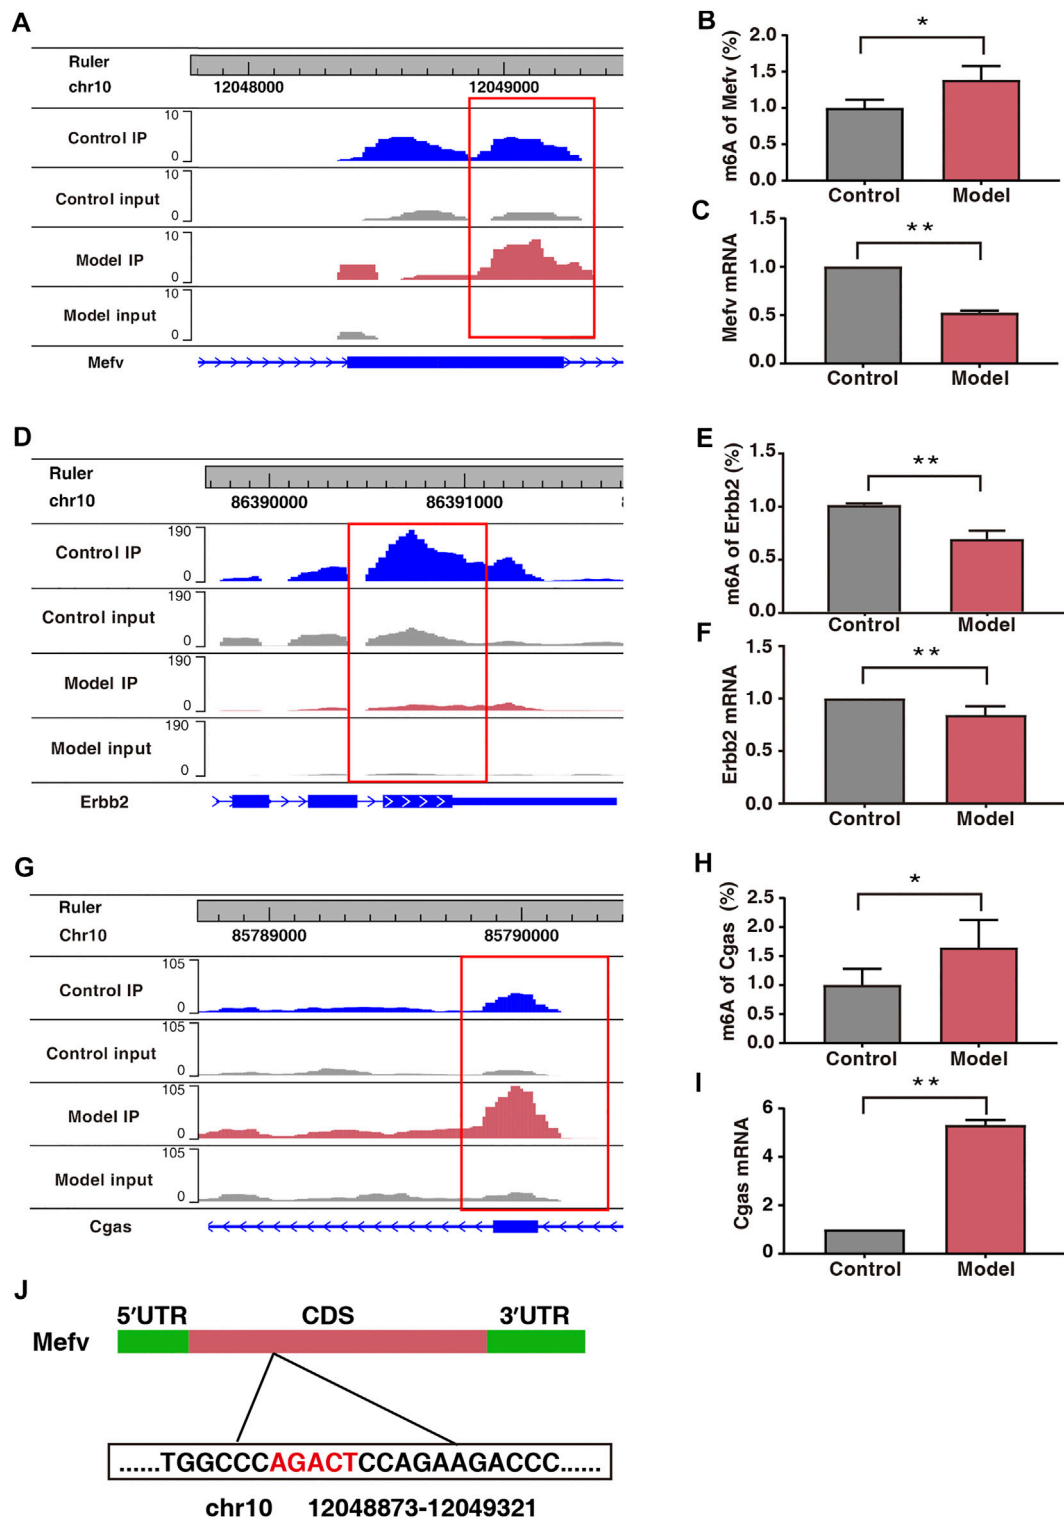 A
Ruler
chr10
12048000 12049000
Control IP
10
0
Control input
10
0
Model IP
10
0
Model input
10
0
Mefv
B
m6A of Mefv (%)
2.0
1.5
1.0
0.5
0.0
*
Control Model
C
Mefv mRNA
1.5
1.0
0.5
0.0
**
Control Model
D
Ruler
chr10
86390000 86391000
Control IP
190
0
Control input
190
0
Model IP
190
0
Model input
190
0
Erbb2
E
m6A of Erbb2 (%)
1.5
1.0
0.5
0.0
**
Control Model
F
Erbb2 mRNA
1.5
1.0
0.5
0.0
**
Control Model
G
Ruler
Chr10
85789000 85790000
Control IP
105
0
Control input
105
0
Model IP
105
0
Model input
105
0
Cgas
H
m6A of Cgas (%)
2.5
2.0
1.5
1.0
0.5
0.0
*
Control Model
I
Cgas mRNA
6
4
2
0
**
Control Model
J
5′UTR CDS 3′UTR
Mefv
......TGGCCCAGACTCCAGAAGACCC......
chr10 12048873-12049321